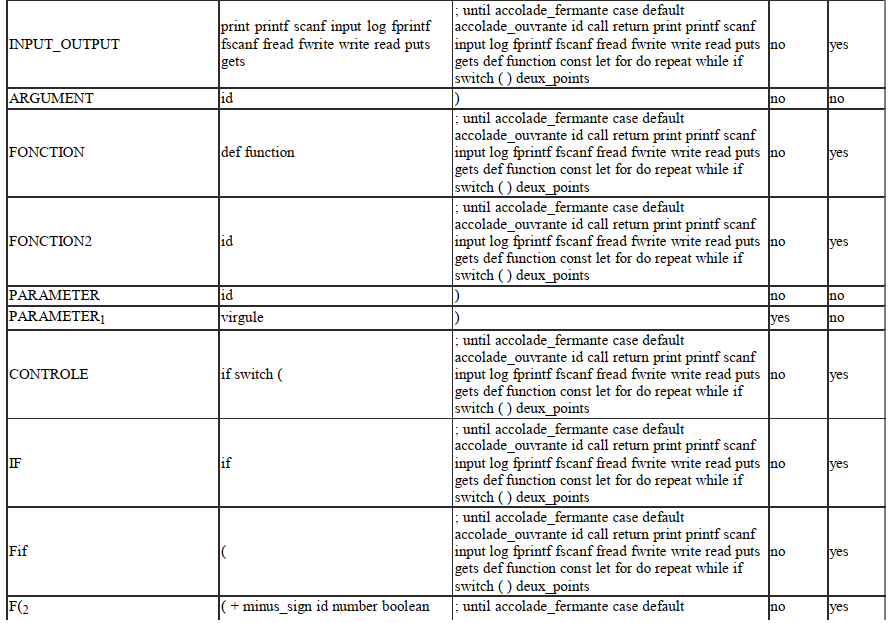 INPUT_OUTPUT
print printf scanf input log fprintf
fscanf fread fwrite write read puts
gets
; until accolade_fermante case default
accolade_ouvrante id call return print printf scanf
input log fprintf fscanf fread fwrite write read puts
gets def function const let for do repeat while if
switch ( ) deux_points
no
yes
ARGUMENT
id
)
no
no
FONCTION
def function
; until accolade_fermante case default
accolade_ouvrante id call return print printf scanf
input log fprintf fscanf fread fwrite write read puts
gets def function const let for do repeat while if
switch ( ) deux_points
no
yes
FONCTION2
id
; until accolade_fermante case default
accolade_ouvrante id call return print printf scanf
input log fprintf fscanf fread fwrite write read puts
gets def function const let for do repeat while if
switch ( ) deux_points
no
yes
PARAMETER
id
)
no
no
PARAMETER1
virgule
)
yes
no
CONTROLE
if switch (
; until accolade_fermante case default
accolade_ouvrante id call return print printf scanf
input log fprintf fscanf fread fwrite write read puts
gets def function const let for do repeat while if
switch ( ) deux_points
no
yes
IF
if
; until accolade_fermante case default
accolade_ouvrante id call return print printf scanf
input log fprintf fscanf fread fwrite write read puts
gets def function const let for do repeat while if
switch ( ) deux_points
no
yes
Fif
(
; until accolade_fermante case default
accolade_ouvrante id call return print printf scanf
input log fprintf fscanf fread fwrite write read puts
gets def function const let for do repeat while if
switch ( ) deux_points
no
yes
F(2
( + minus_sign id number boolean
; until accolade_fermante case default
no
yes